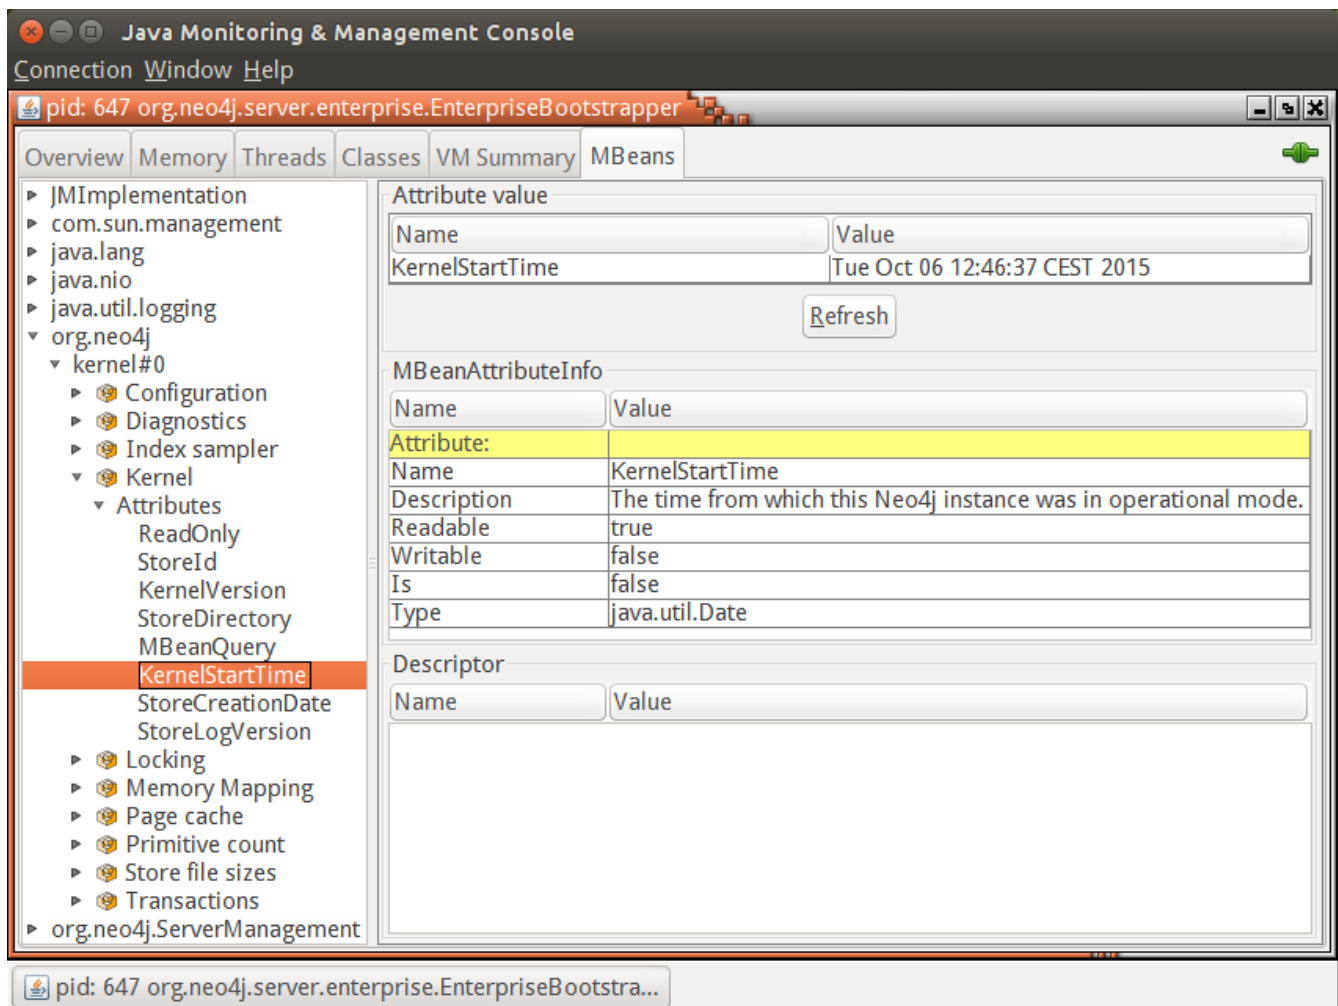 Java Monitoring & Management Console
Connection Window Help
pid: 647 org.neo4j.server.enterprise.EnterpriseBootstrapper
Overview Memory Threads Classes VM Summary MBeans
JMImplementation
com.sun.management
java.lang
java.nio
java.util.logging
org.neo4j
kernel#0
Configuration
Diagnostics
Index sampler
Kernel
Attributes
ReadOnly
StoreId
KernelVersion
StoreDirectory
MBeanQuery
KernelStartTime
StoreCreationDate
StoreLogVersion
Locking
Memory Mapping
Page cache
Primitive count
Store file sizes
Transactions
org.neo4j.ServerManagement
Attribute value
Name Value
KernelStartTime Tue Oct 06 12:46:37 CEST 2015
Refresh
MBeanAttributeInfo
Name Value
Attribute:
Name KernelStartTime
Description The time from which this Neo4j instance was in operational mode.
Readable true
Writable false
Is false
Type java.util.Date
Descriptor
Name Value
pid: 647 org.neo4j.server.enterprise.EnterpriseBootstra...